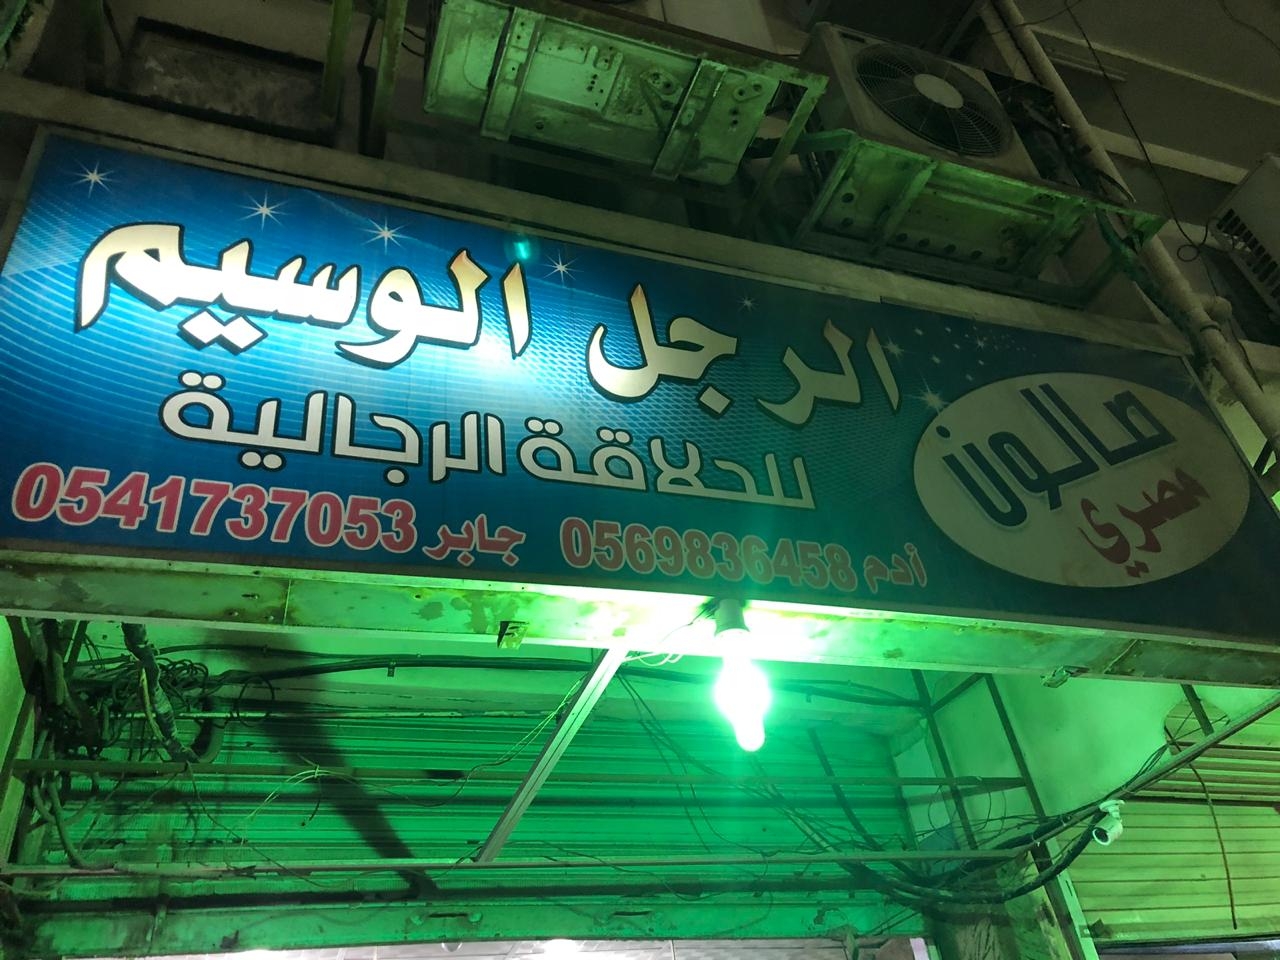 صالون
مصري
الرجل الوسيم
للحلاقة الرجالية
أدم 0569836458 جابر 0541737053